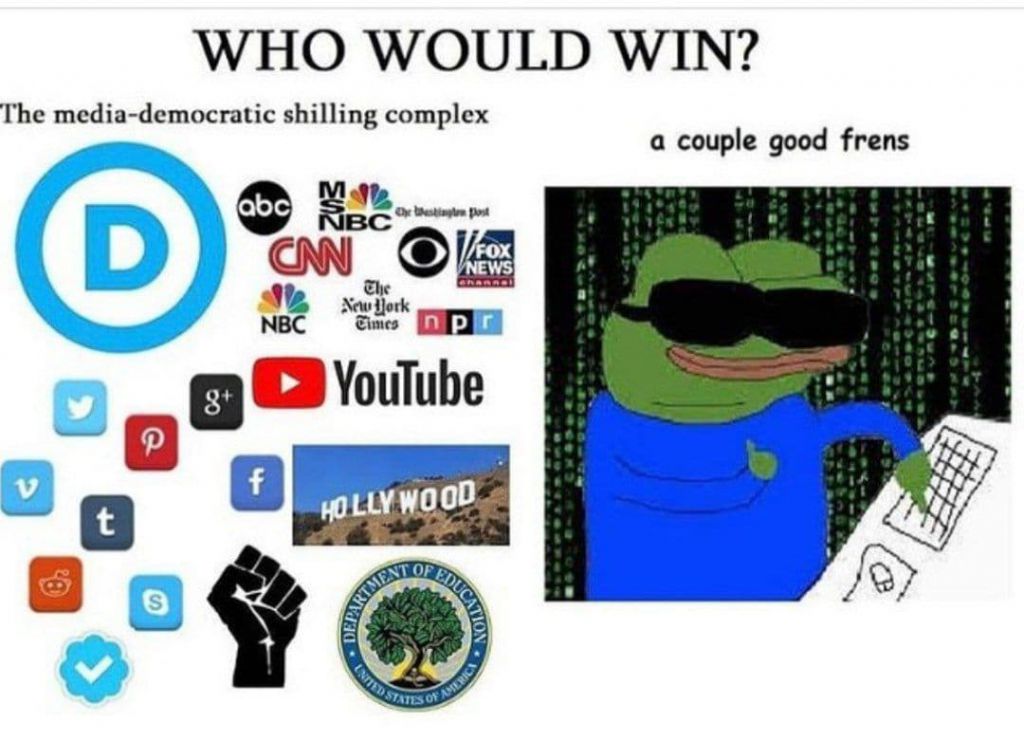 WHO WOULD WIN?
The media-democratic shilling complex
a couple good frens
D
abc
MSNBC
The Washington Post
CNN
FOX
NEWS
channel
NBC
The
New York
Times
npr
YouTube
g+
f
t
HOLLYWOOD
S
DEPARTMENT OF EDUCATION
UNITED STATES OF AMERICA